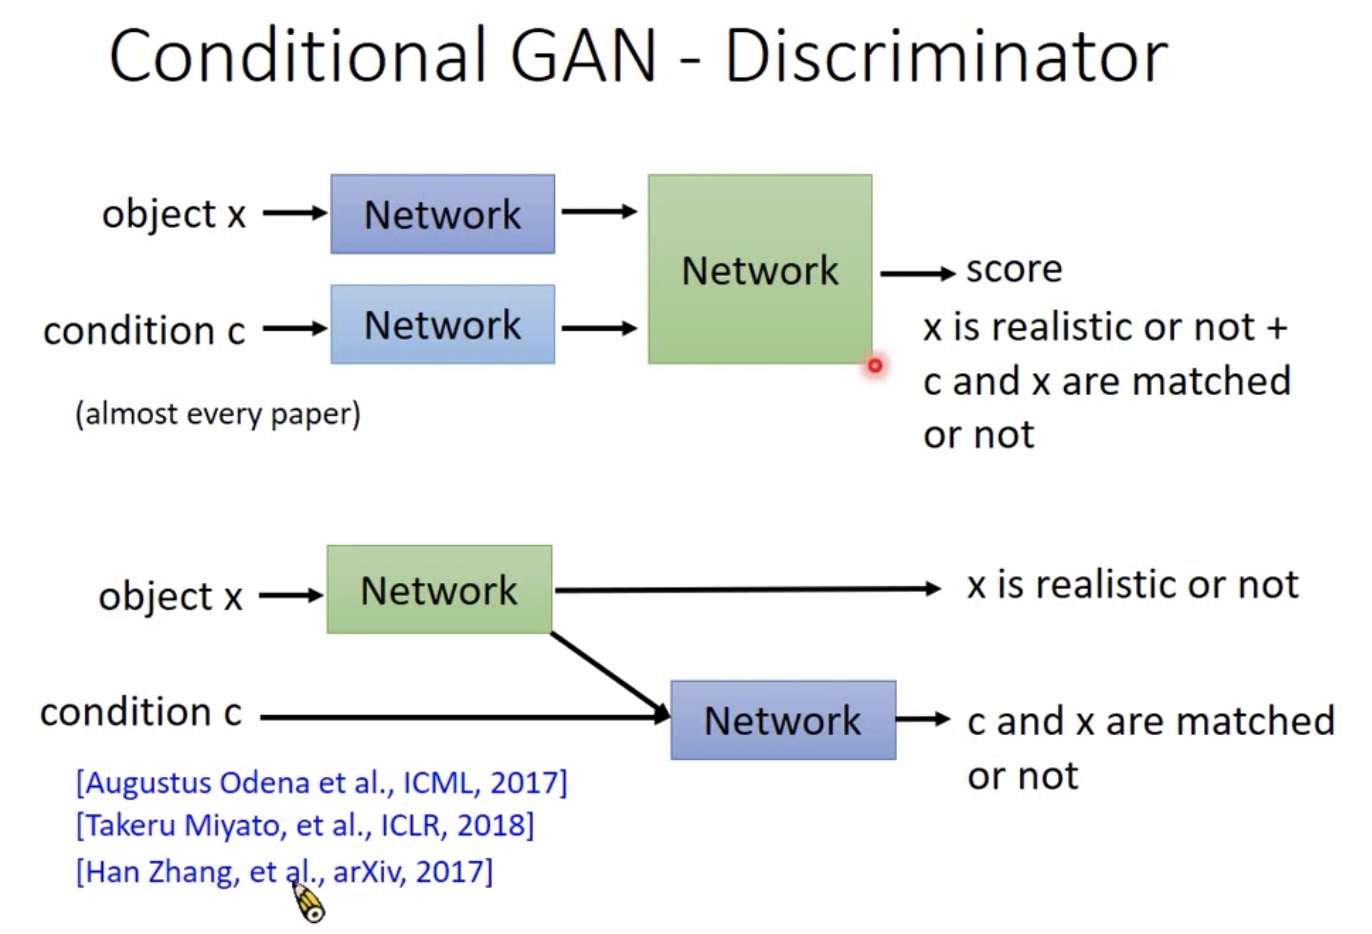 Conditional GAN - Discriminator
object x
Network
Network
score
condition c
Network
x is realistic or not +
c and x are matched
or not
(almost every paper)
object x
Network
x is realistic or not
condition c
Network
c and x are matched
or not
[Augustus Odena et al., ICML, 2017]
[Takeru Miyato, et al., ICLR, 2018]
[Han Zhang, et al., arXiv, 2017]